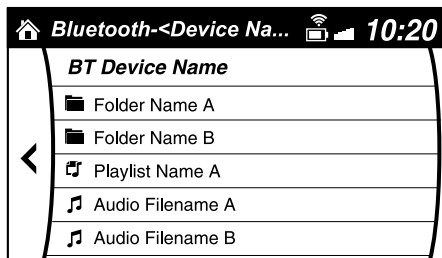 Bluetooth-<Device Na... 10:20
BT Device Name
Folder Name A
Folder Name B
Playlist Name A
Audio Filename A
Audio Filename B